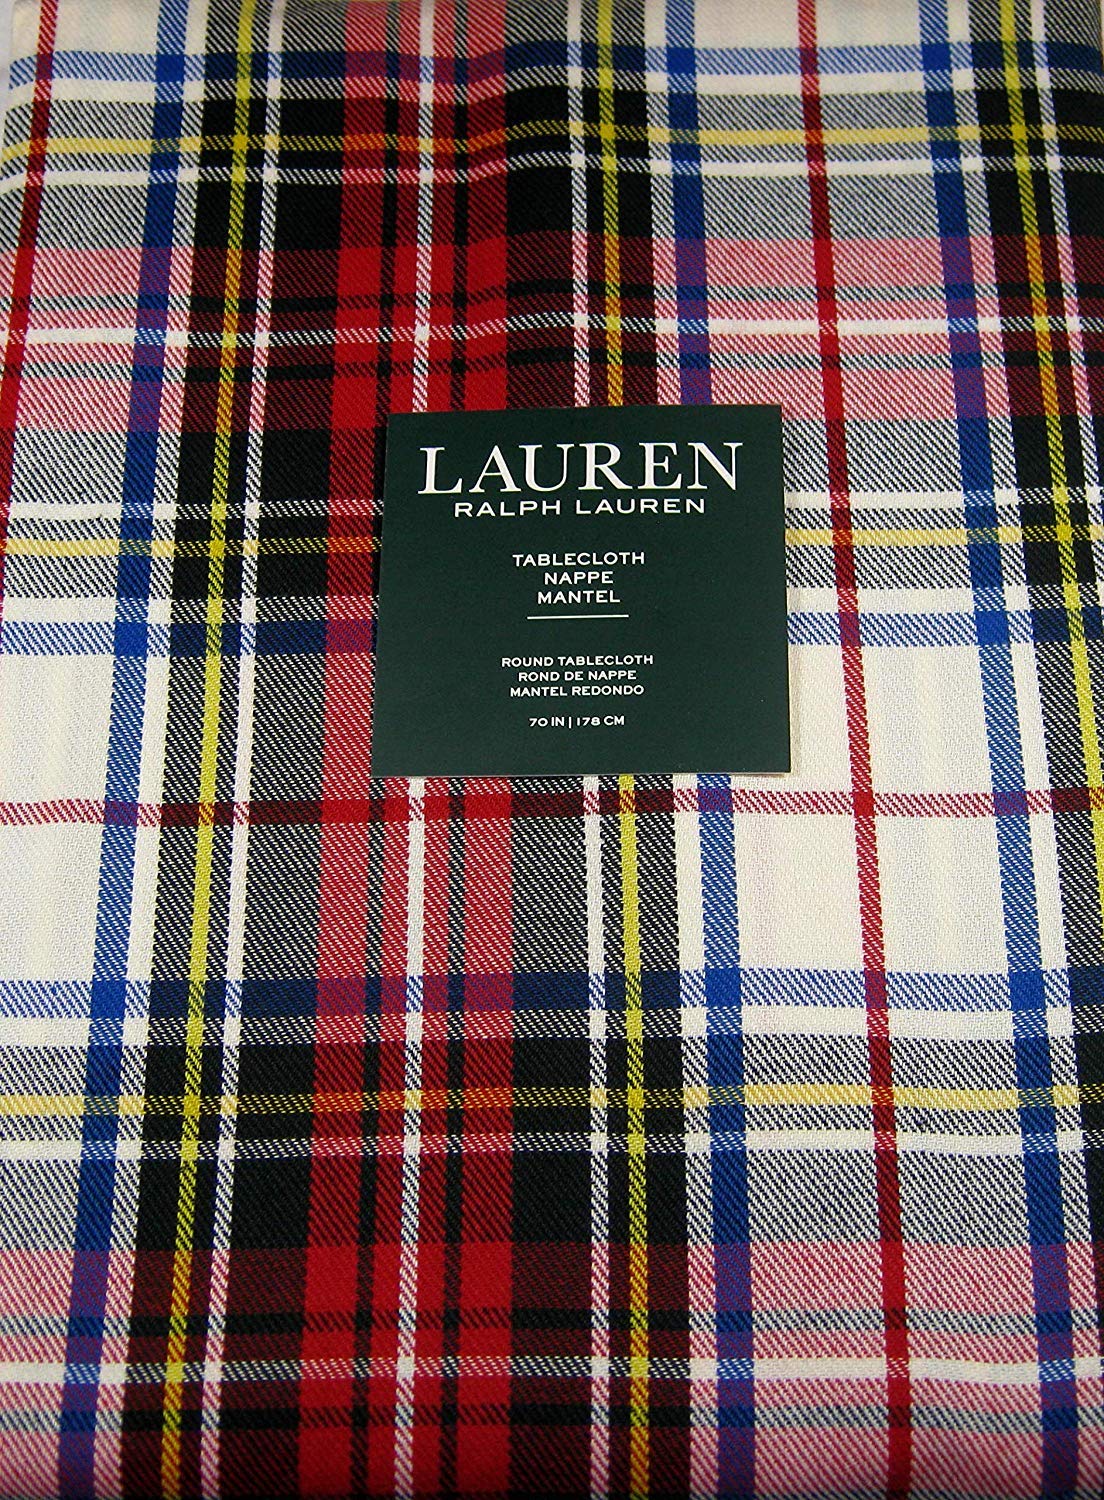 LAUREN
RALPH LAUREN
TABLECLOTH
NAPPE
MANTEL
ROUND TABLECLOTH
ROND DE NAPPE
MANTEL REDONDO
70 IN | 178 CM